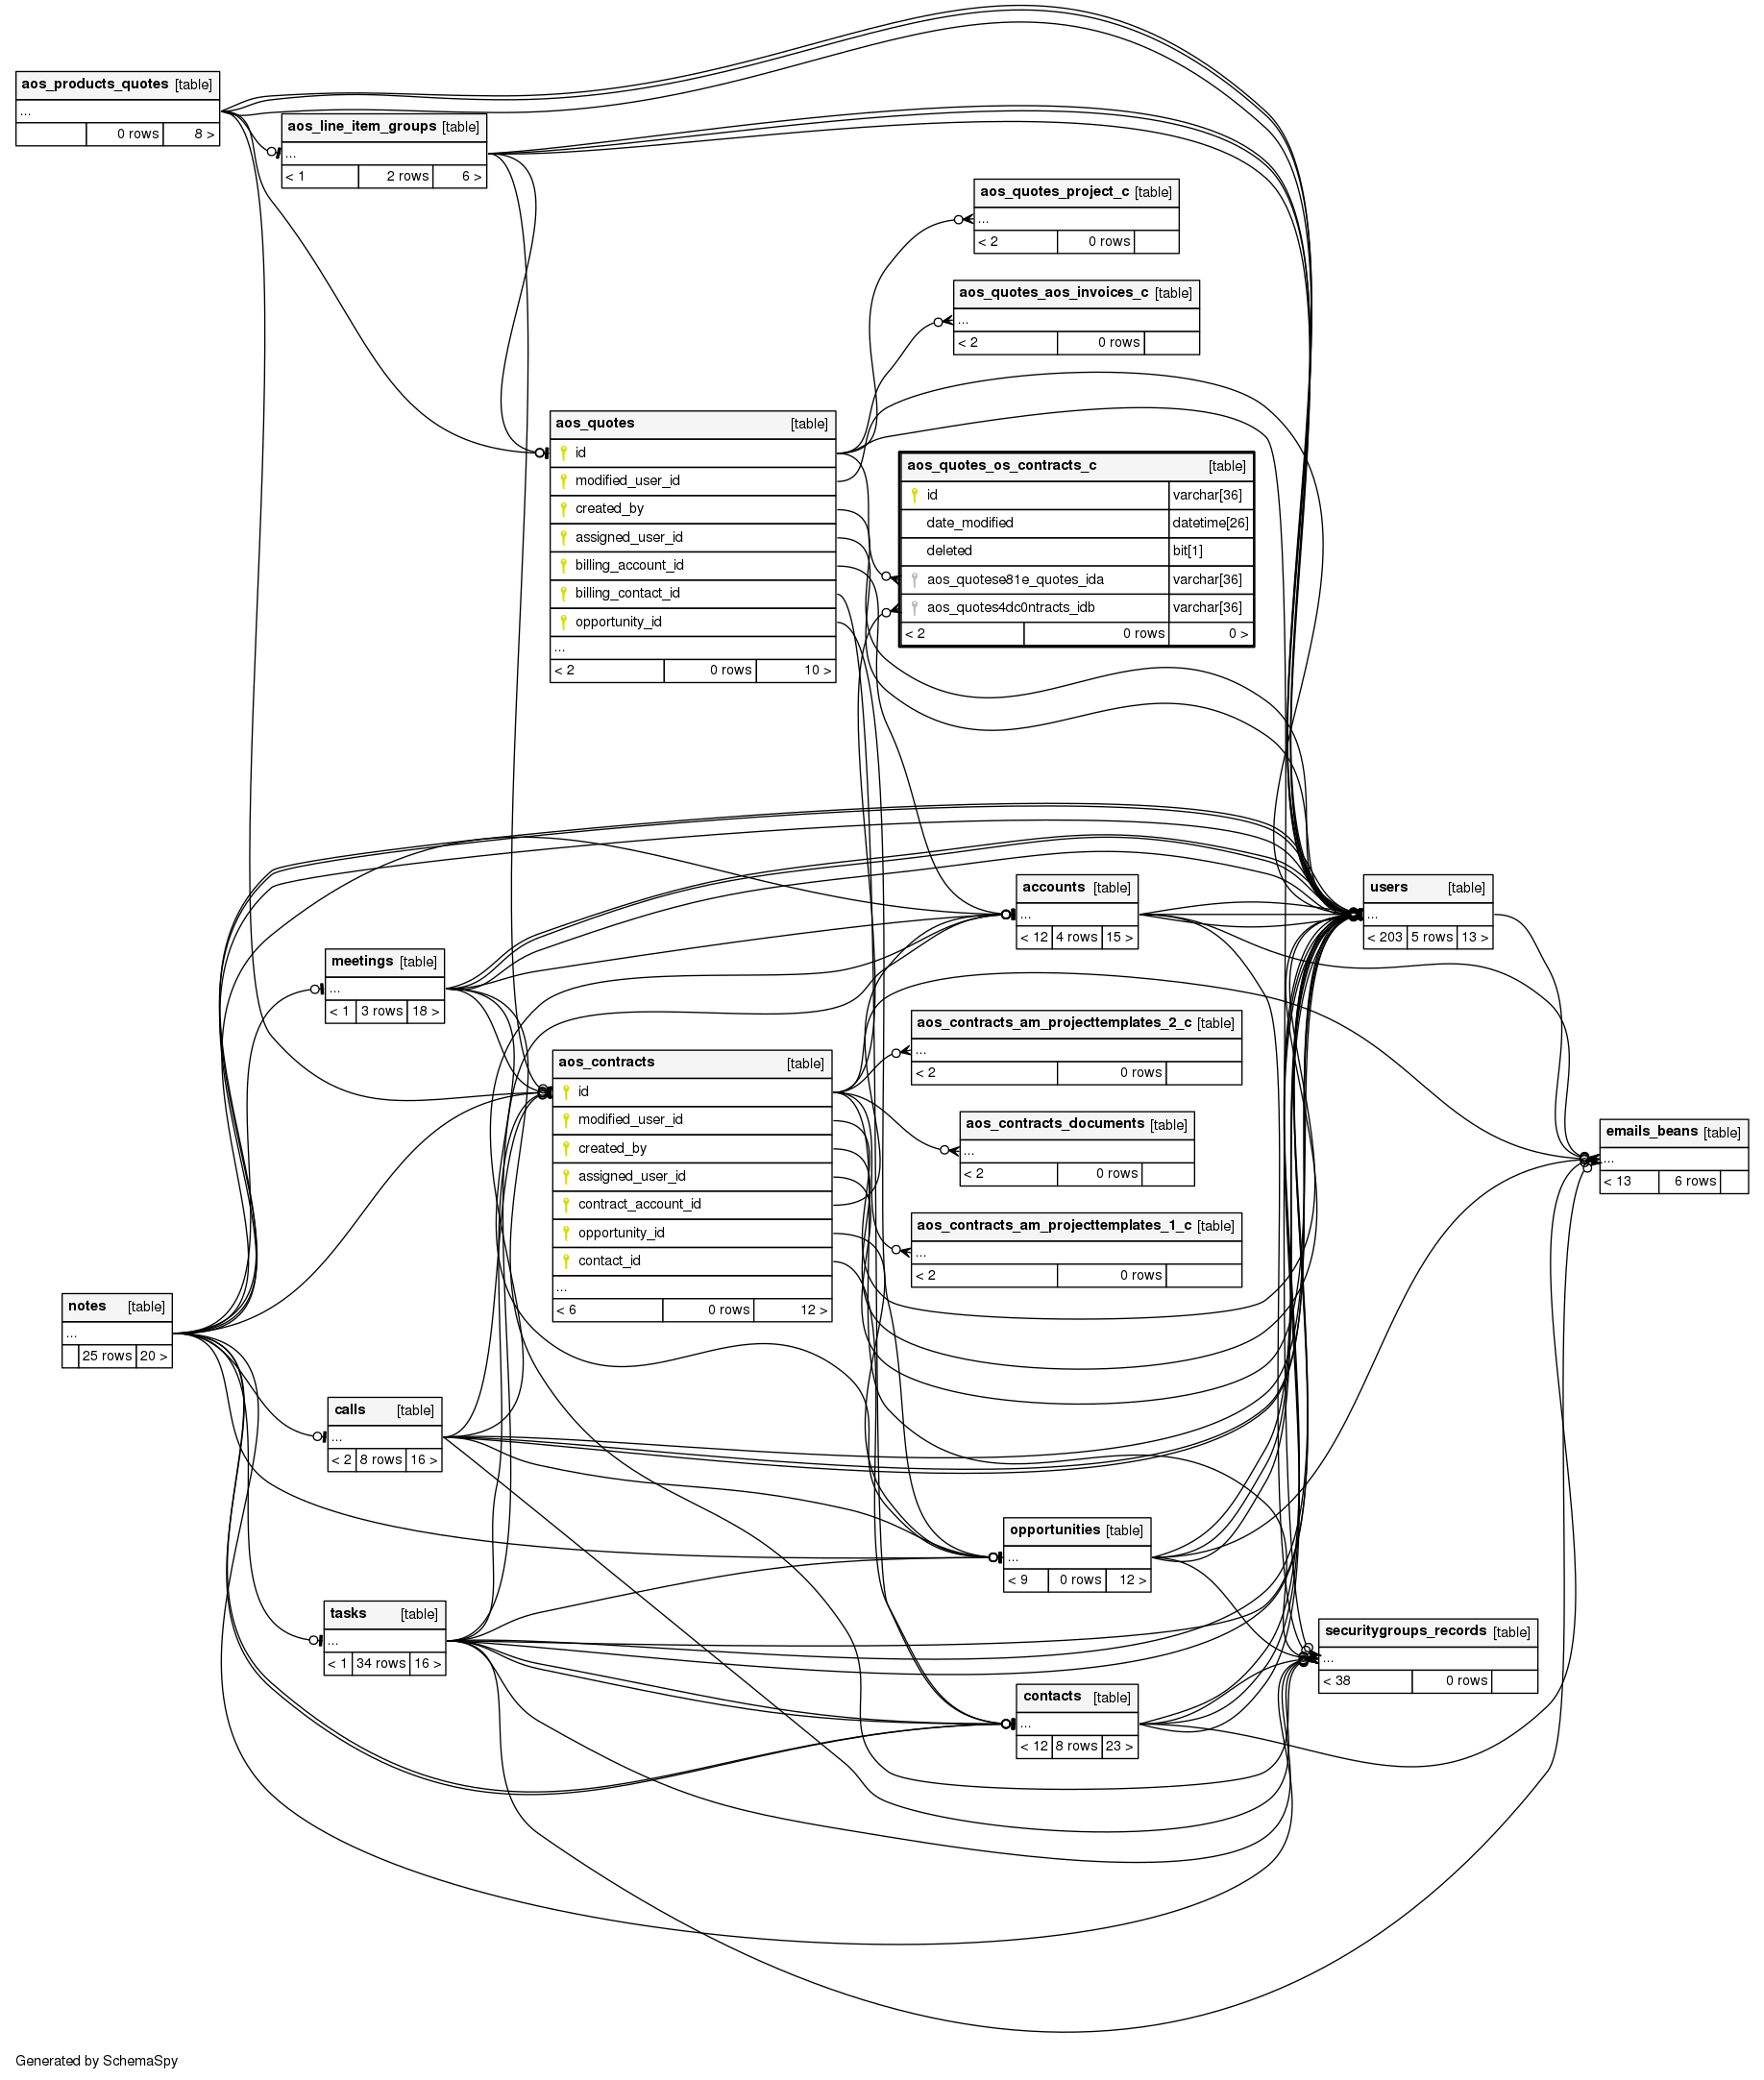 aos_products_quotes [table]
...
0 rows 8 >
aos_line_item_groups [table]
...
< 1 2 rows 6 >
aos_quotes_project_c [table]
...
< 2 0 rows
aos_quotes_aos_invoices_c [table]
...
< 2 0 rows
aos_quotes [table]
id
modified_user_id
created_by
assigned_user_id
billing_account_id
billing_contact_id
opportunity_id
...
< 2 0 rows 10 >
aos_quotes_os_contracts_c [table]
id varchar[36]
date_modified datetime[26]
deleted bit[1]
aos_quotese81e_quotes_ida varchar[36]
aos_quotes4dc0ntracts_idb varchar[36]
< 2 0 rows 0 >
accounts [table]
...
< 12 4 rows 15 >
users [table]
...
< 203 5 rows 13 >
meetings [table]
...
< 1 3 rows 18 >
aos_contracts_am_projecttemplates_2_c [table]
...
< 2 0 rows
aos_contracts [table]
id
modified_user_id
created_by
assigned_user_id
contract_account_id
opportunity_id
contact_id
...
< 6 0 rows 12 >
aos_contracts_documents [table]
...
< 2 0 rows
emails_beans [table]
...
< 13 6 rows
aos_contracts_am_projecttemplates_1_c [table]
...
< 2 0 rows
notes [table]
...
25 rows 20 >
calls [table]
...
< 2 8 rows 16 >
opportunities [table]
...
< 9 0 rows 12 >
tasks [table]
...
< 1 34 rows 16 >
securitygroups_records [table]
...
< 38 0 rows
contacts [table]
...
< 12 8 rows 23 >
Generated by SchemaSpy